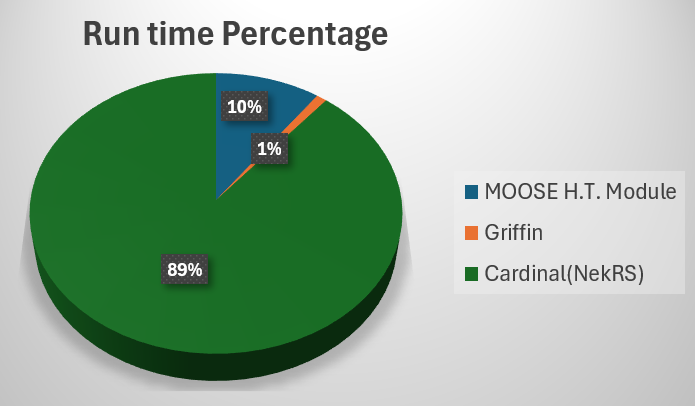 Run time Percentage
10%
1%
89%
MOOSE H.T. Module
Griffin
Cardinal(NekRS)